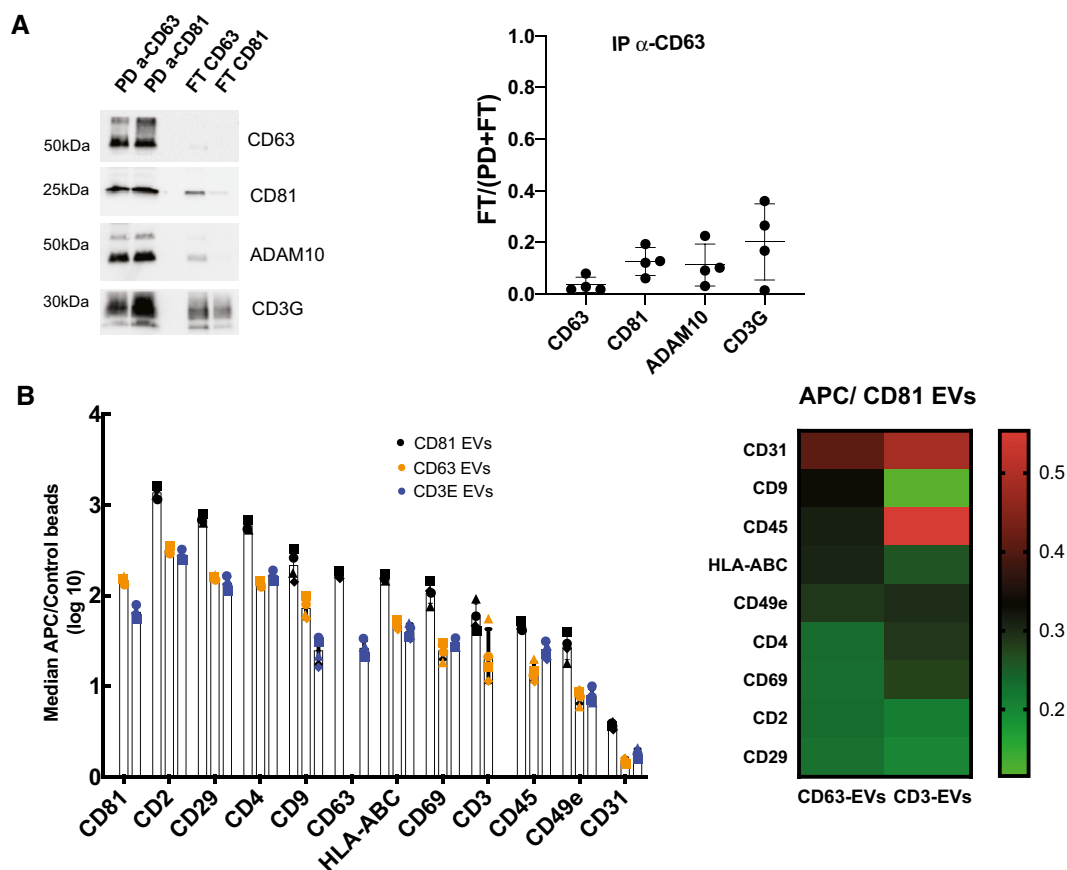 A
PD a-CD63
PD a-CD81
FT CD63
FT CD81
50kDa
CD63
25kDa
CD81
50kDa
ADAM10
30kDa
CD3G
IP α-CD63
FT/(PD+FT)
1.0
0.8
0.6
0.4
0.2
0.0
CD63
CD81
ADAM10
CD3G
B
Median APC/Control beads
(log 10)
4
3
2
1
0
CD81 EVs
CD63 EVs
CD3E EVs
CD81
CD2
CD29
CD4
CD9
CD63
HLA-ABC
CD69
CD3
CD45
CD49e
CD31
APC/ CD81 EVs
CD31
CD9
CD45
HLA-ABC
CD49e
CD4
CD69
CD2
CD29
CD63-EVs CD3-EVs
0.5
0.4
0.3
0.2